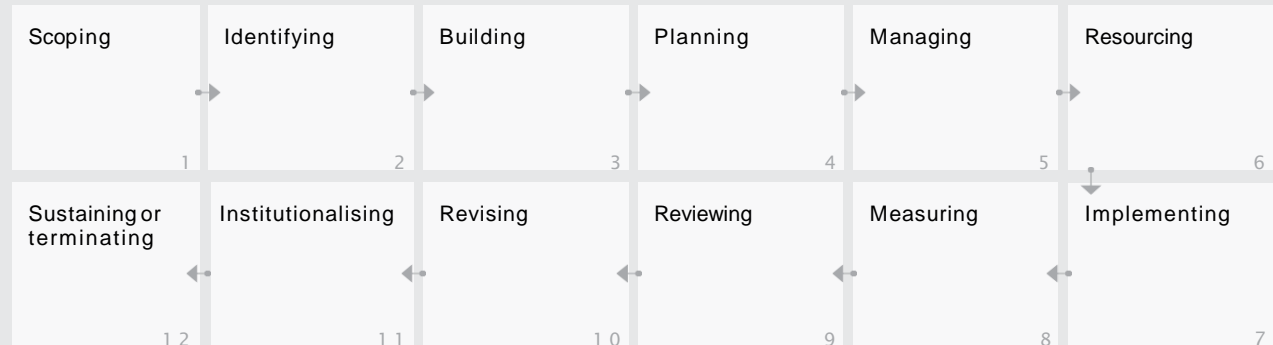 Scoping
1
Identifying
2
Building
3
Planning
4
Managing
5
Resourcing
6
Implementing
7
Measuring
8
Reviewing
9
Revising
10
Institutionalising
11
Sustaining or
terminating
12